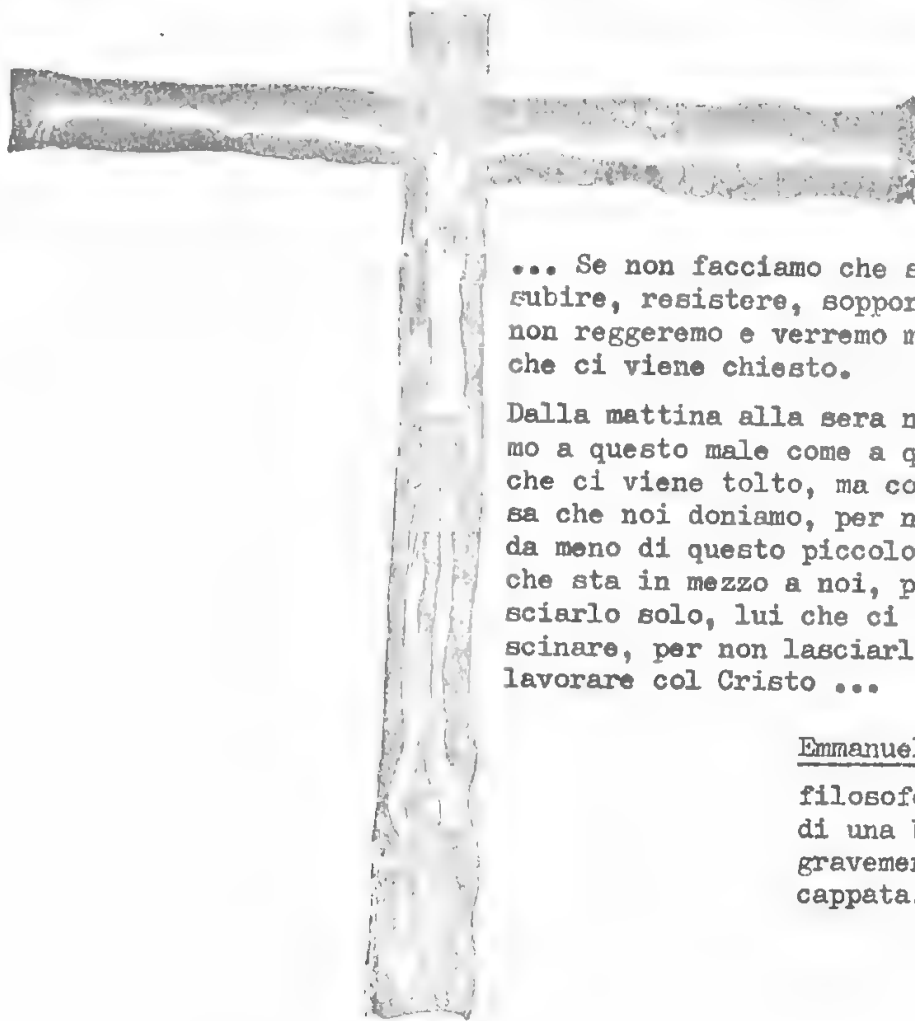 ... Se non facciamo che s
subire, resistere, soppor
non reggeremo e verremo m
che ci viene chiesto.
Dalla mattina alla sera n
mo a questo male come a q
che ci viene tolto, ma co
sa che noi doniamo, per n
da meno di questo piccolo
che sta in mezzo a noi, p
sciarlo solo, lui che ci
scinare, per non lasciarl
lavorare col Cristo ...
Emmanuel
filosofo
di una b
gravemen
cappata.